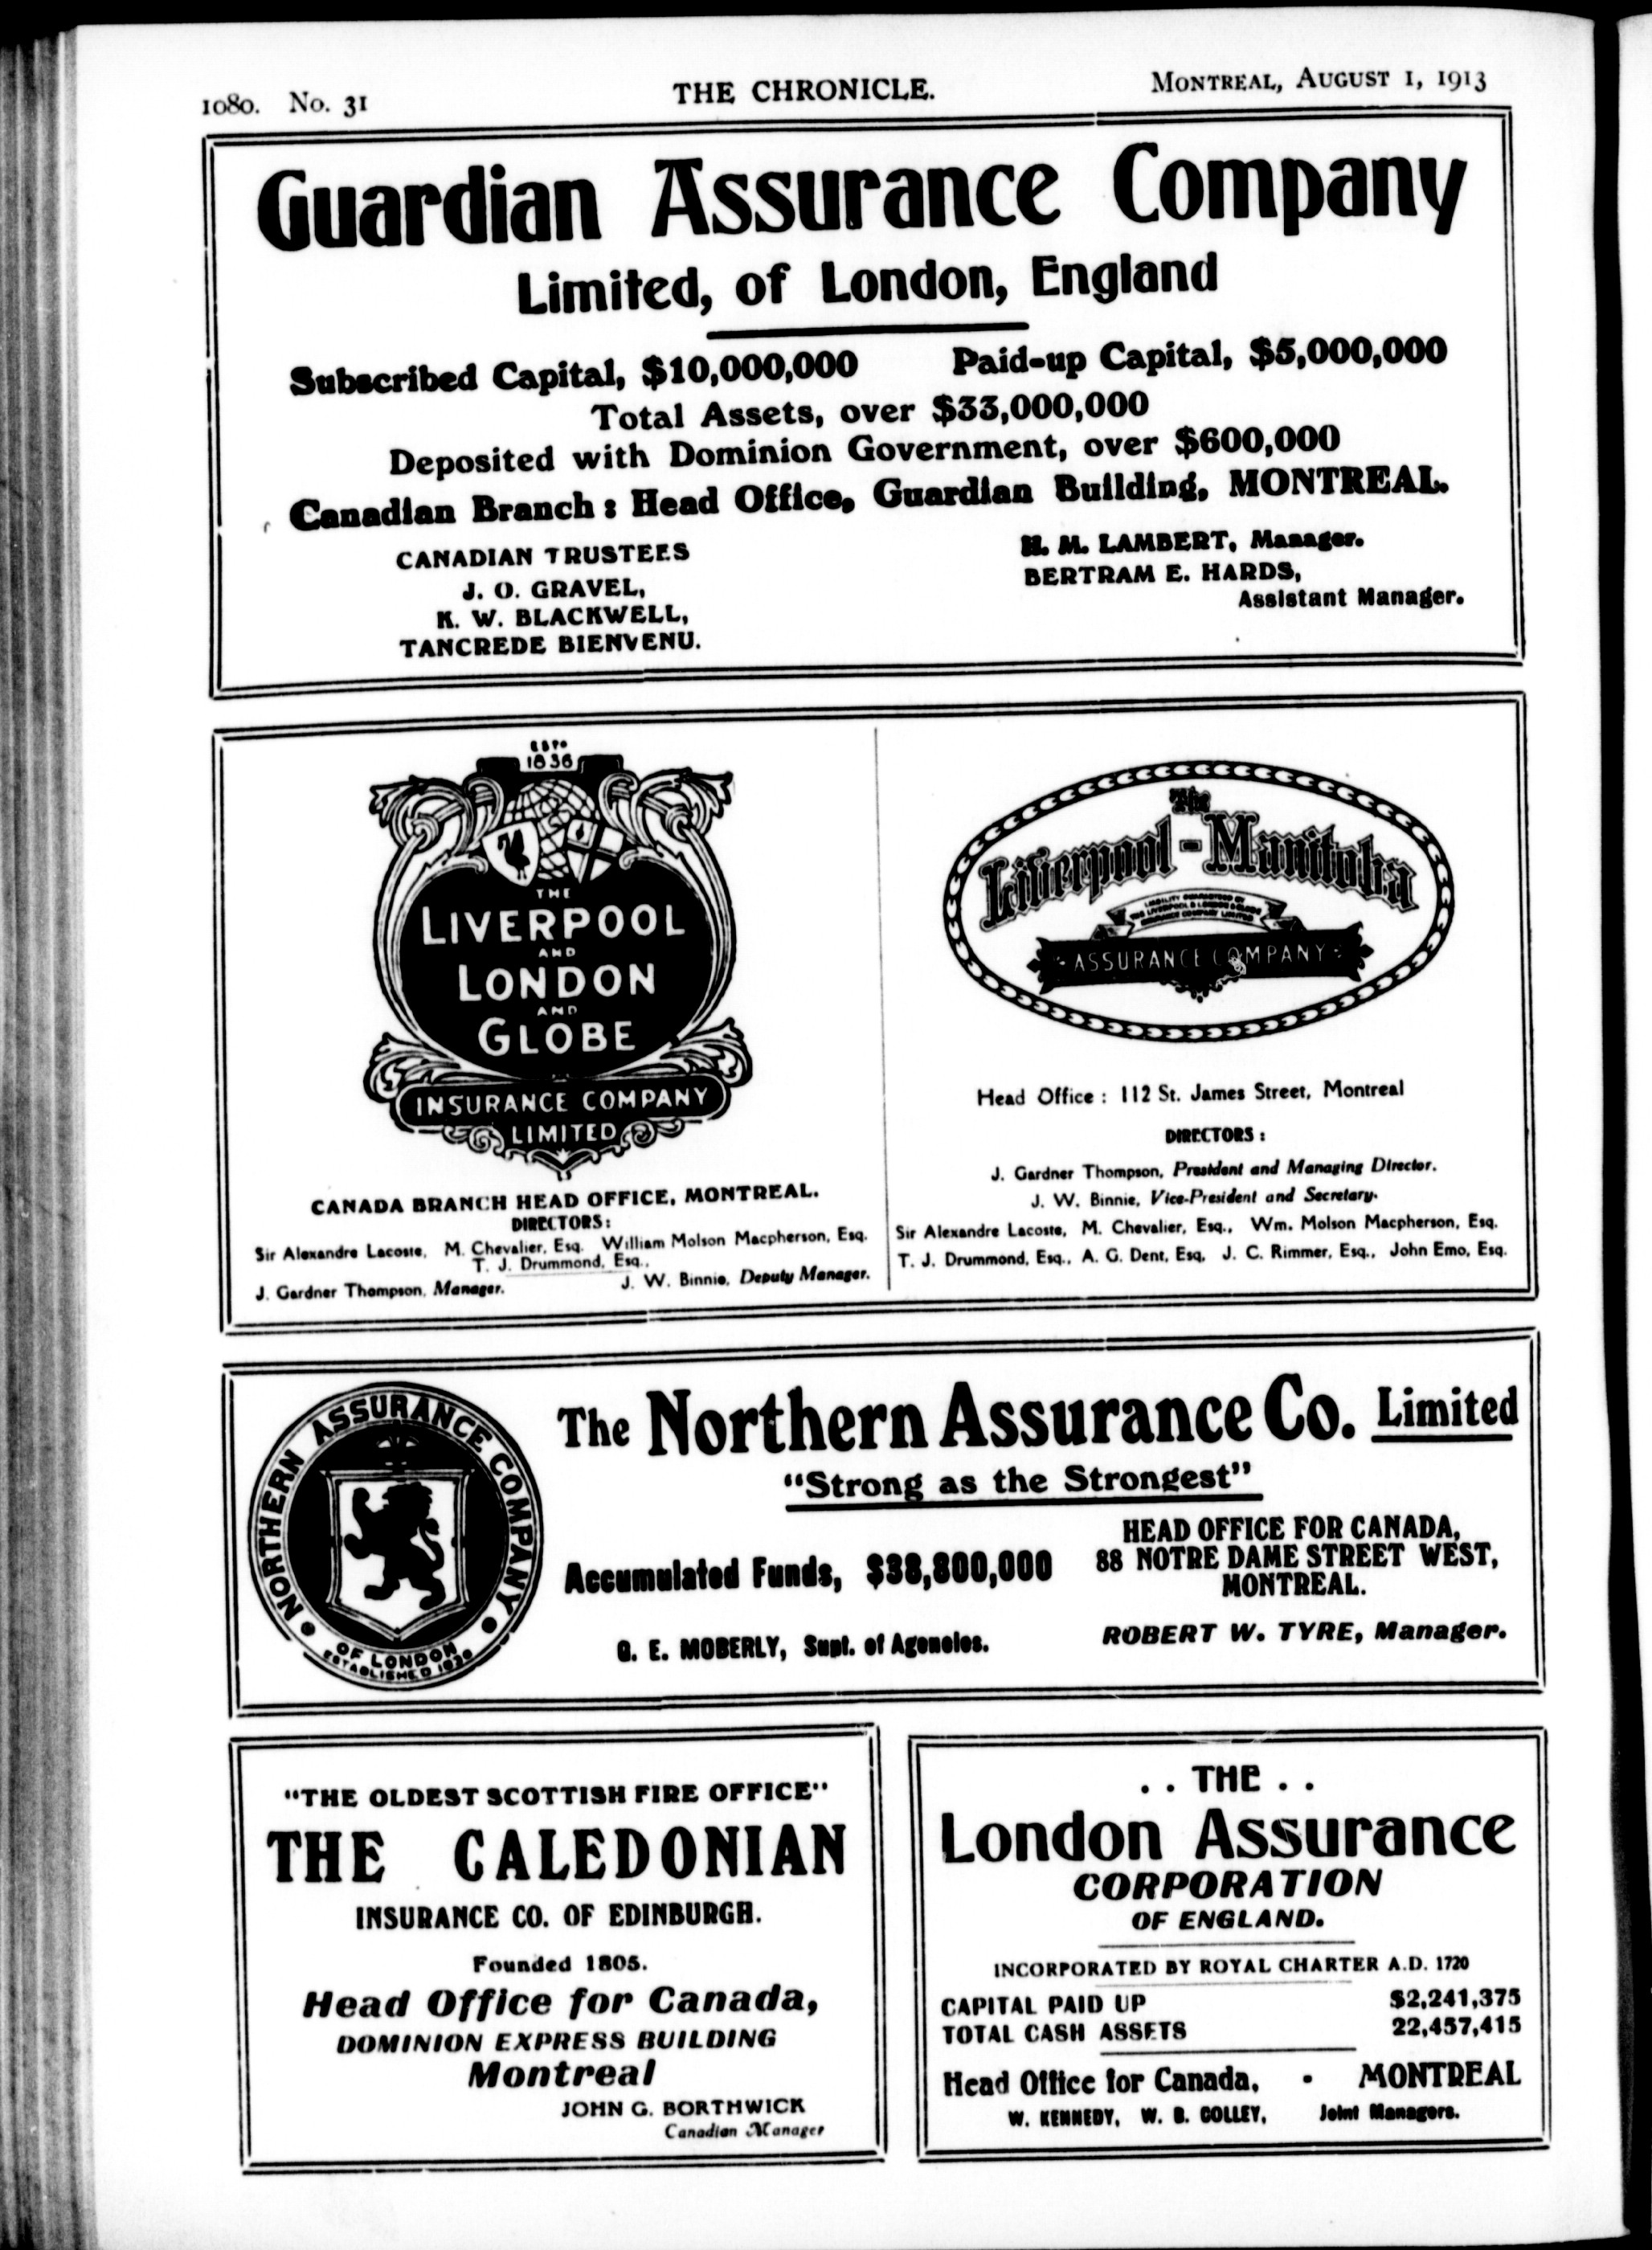 1080. No. 31 THE CHRONICLE. MONTREAL, AUGUST 1, 1913
Guardian Assurance Company
Limited, of London, England
Subscribed Capital, $10,000,000 Paid-up Capital, $5,000,000
Total Assets, over $33,000,000
Deposited with Dominion Government, over $600,000
Canadian Branch: Head Office, Guardian Building, MONTREAL.
CANADIAN TRUSTEES
J. O. GRAVEL,
K. W. BLACKWELL,
TANCREDE BIENVENU.
H. M. LAMBERT, Manager.
BERTRAM E. HARDS,
Assistant Manager.
ESTD
1836
THE
LIVERPOOL
AND
LONDON
AND
GLOBE
INSURANCE COMPANY
LIMITED
CANADA BRANCH HEAD OFFICE, MONTREAL.
DIRECTORS:
Sir Alexandre Lacoste, M. Chevalier, Esq. William Molson Macpherson, Esq.
T. J. Drummond, Esq.,
J. Gardner Thompson, Manager. J. W. Binnie, Deputy Manager.
The
Liverpool-Manitoba
LIABILITY GUARANTEED BY
THE LIVERPOOL & LONDON & GLOBE
INSURANCE COMPANY LIMITED
ASSURANCE COMPANY
Head Office: 112 St. James Street, Montreal
DIRECTORS:
J. Gardner Thompson, President and Managing Director.
J. W. Binnie, Vice-President and Secretary.
Sir Alexandre Lacoste, M. Chevalier, Esq., Wm. Molson Macpherson, Esq.
T. J. Drummond, Esq., A. G. Dent, Esq, J. C. Rimmer, Esq., John Emo, Esq.
NORTHERN ASSURANCE COMPANY
OF LONDON
ESTABLISHED 1836
The Northern Assurance Co. Limited
"Strong as the Strongest"
Accumulated Funds, $38,800,000
HEAD OFFICE FOR CANADA,
88 NOTRE DAME STREET WEST,
MONTREAL.
G. E. MOBERLY, Supt. of Agencies.
ROBERT W. TYRE, Manager.
"THE OLDEST SCOTTISH FIRE OFFICE"
THE CALEDONIAN
INSURANCE CO. OF EDINBURGH.
Founded 1805.
Head Office for Canada,
DOMINION EXPRESS BUILDING
Montreal
JOHN G. BORTHWICK
Canadian Manager
. . THE . .
London Assurance
CORPORATION
OF ENGLAND.
INCORPORATED BY ROYAL CHARTER A.D. 1720
CAPITAL PAID UP $2,241,375
TOTAL CASH ASSETS 22,457,415
Head Office for Canada, - MONTREAL
W. KENNEDY, W. B. COLLEY, Joint Managers.